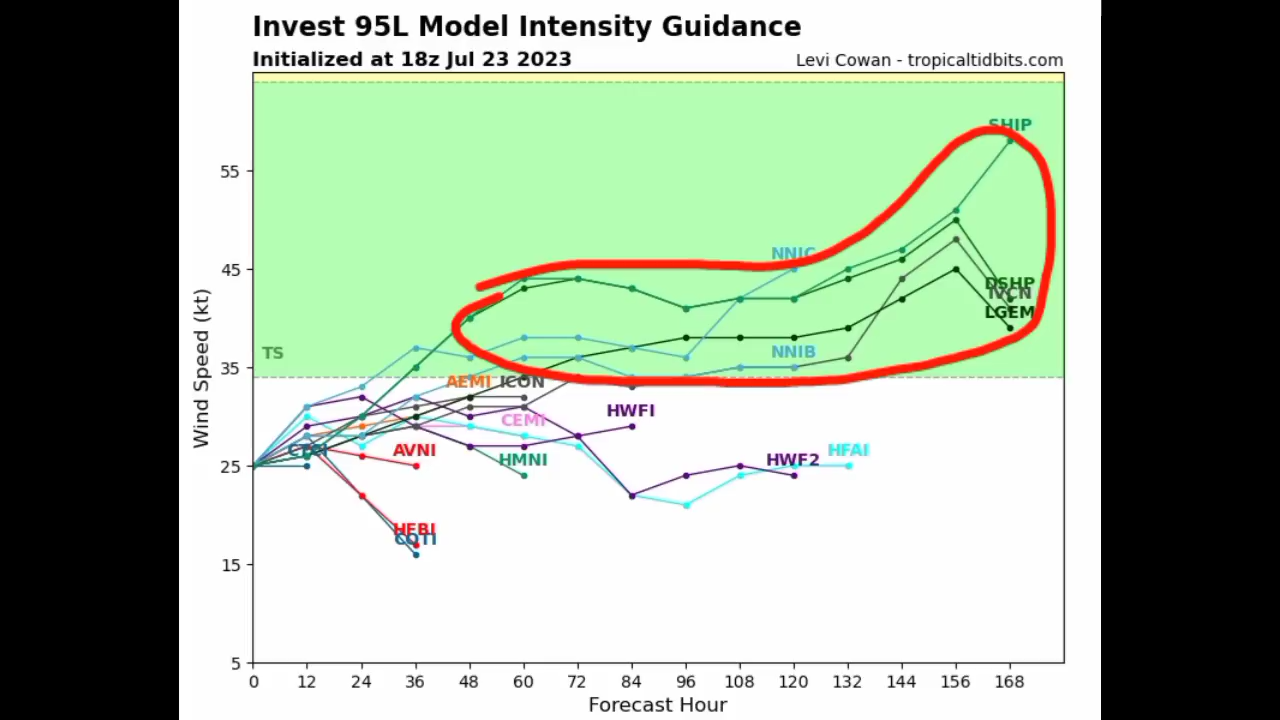 Invest 95L Model Intensity Guidance
Initialized at 18z Jul 23 2023
Levi Cowan - tropicaltidbits.com
SHIP
55
NNIC
45
DSHP
IVCN
LGEM
Wind Speed (kt)
TS
NNIB
35
AEMI
ICON
HWFI
CEMI
AVNI
HMNI
HWF2
HFAI
25
HFBI
COTI
15
5
0 12 24 36 48 60 72 84 96 108 120 132 144 156 168
Forecast Hour